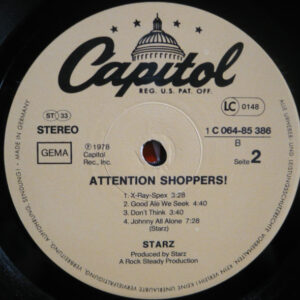 Capitol
REG. U.S. PAT. OFF.
ST 33
STEREO
GEMA
℗ 1978
Capitol
Rec., Inc.
LC 0148
1 C 064-85 386
B
Seite 2
ATTENTION SHOPPERS!
1. X-Ray-Spex 3:28
2. Good Ale We Seek 4:40
3. Don't Think 3:40
4. Johnny All Alone 7:26
(Starz)
STARZ
Produced by Starz
A Rock Steady Production
MADE IN GERMANY